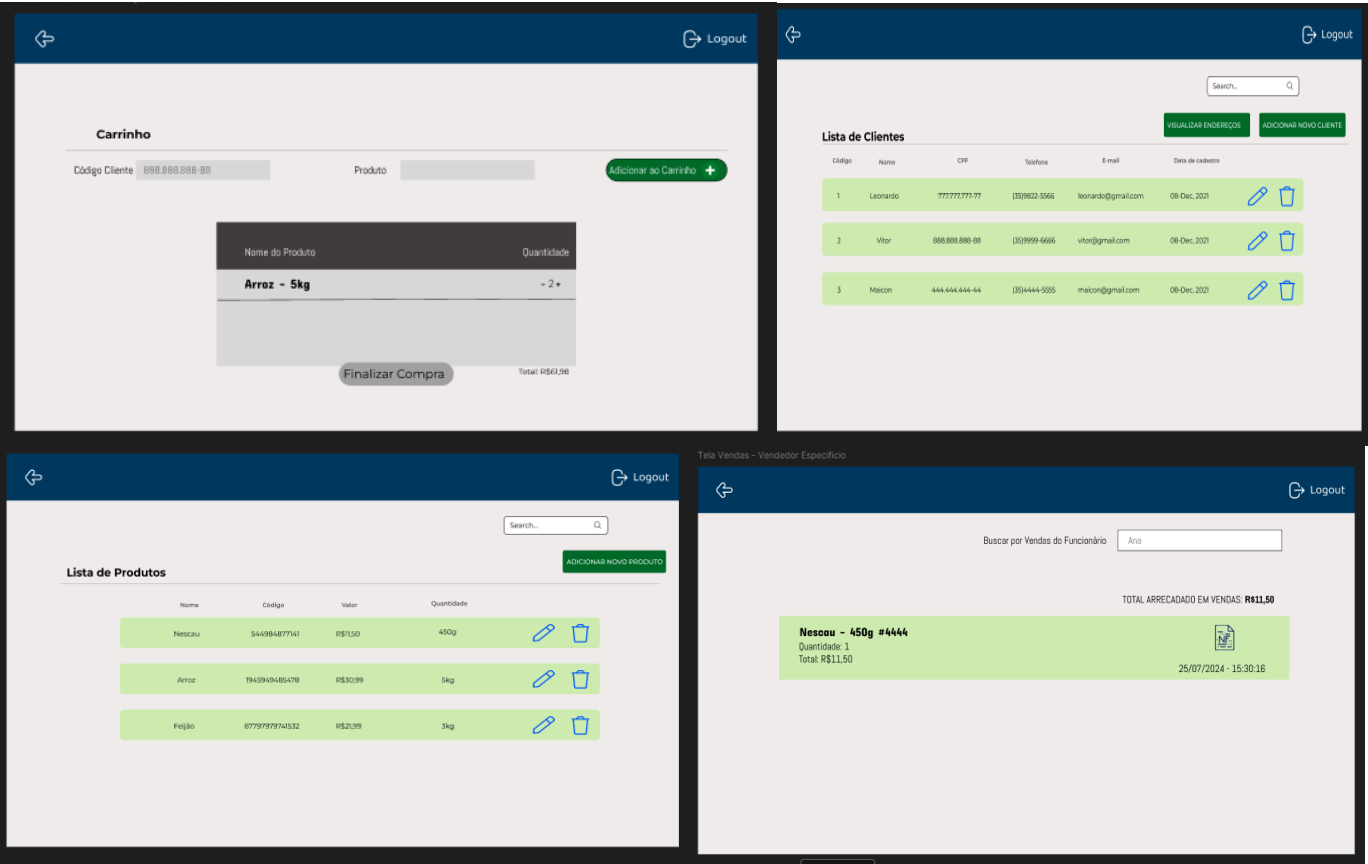 Logout
Carrinho
Código Cliente 888.888.888-88 Produto Adicionar ao Carrinho +
Nome do Produto Quantidade
Arroz - 5kg - 2 +
Finalizar Compra Total: R$61,98
Logout
Search..
VISUALIZAR ENDEREÇOS ADICIONAR NOVO CLIENTE
Lista de Clientes
Código Nome CPF Telefone E-mail Data de cadastro
1 Leonardo 777.777.777-77 (35)9822-5566 leonardo@gmail.com 08-Dec, 2021
2 Vitor 888.888.888-88 (35)9999-6666 vitor@gmail.com 08-Dec, 2021
3 Maicon 444.444.444-44 (35)4444-5555 maicon@gmail.com 08-Dec, 2021
Logout
Search..
ADICIONAR NOVO PRODUTO
Lista de Produtos
Nome Código Valor Quantidade
Nescau 544984877141 R$11,50 450g
Arroz 1945949485478 R$30,99 5kg
Feijão 87797979741532 R$21,99 3kg
Tela Vendas - Vendedor Especifício
Logout
Buscar por Vendas do Funcionário Ana
TOTAL ARRECADADO EM VENDAS: R$11,50
Nescau - 450g #4444
Quantidade: 1
NF
Total: R$11,50
25/07/2024 - 15:30:16